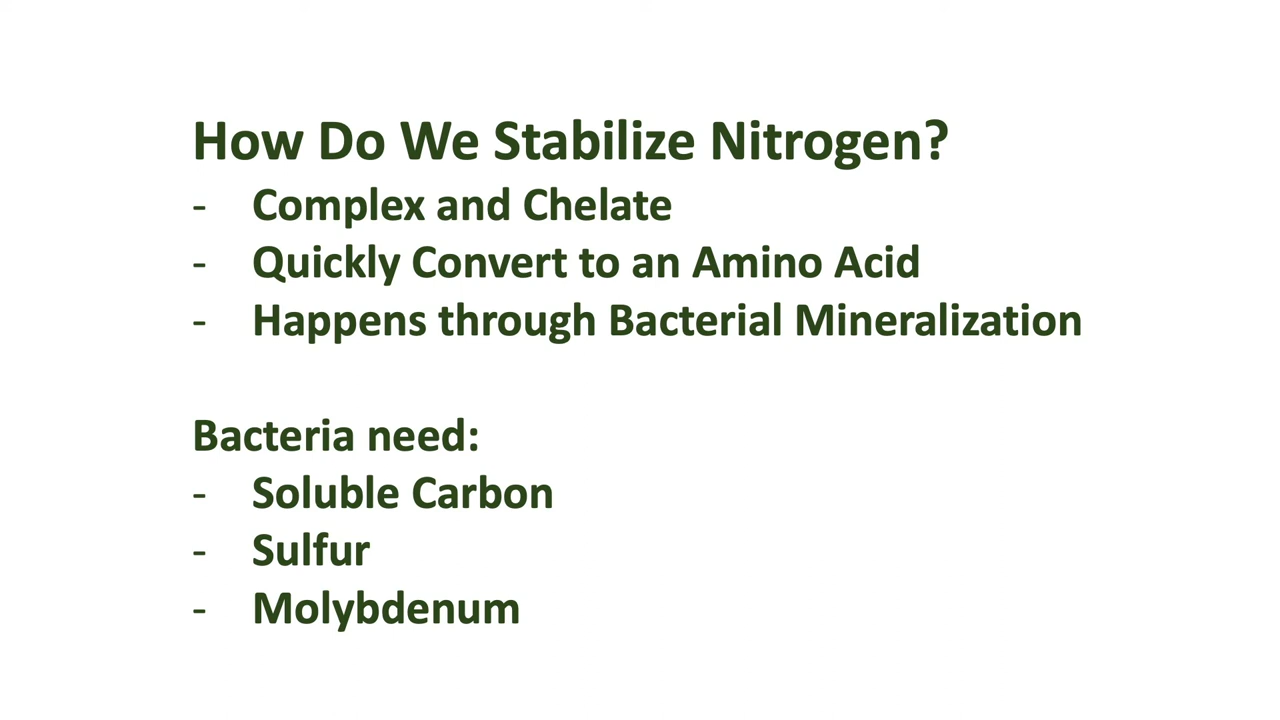 How Do We Stabilize Nitrogen?
- Complex and Chelate
- Quickly Convert to an Amino Acid
- Happens through Bacterial Mineralization
Bacteria need:
- Soluble Carbon
- Sulfur
- Molybdenum